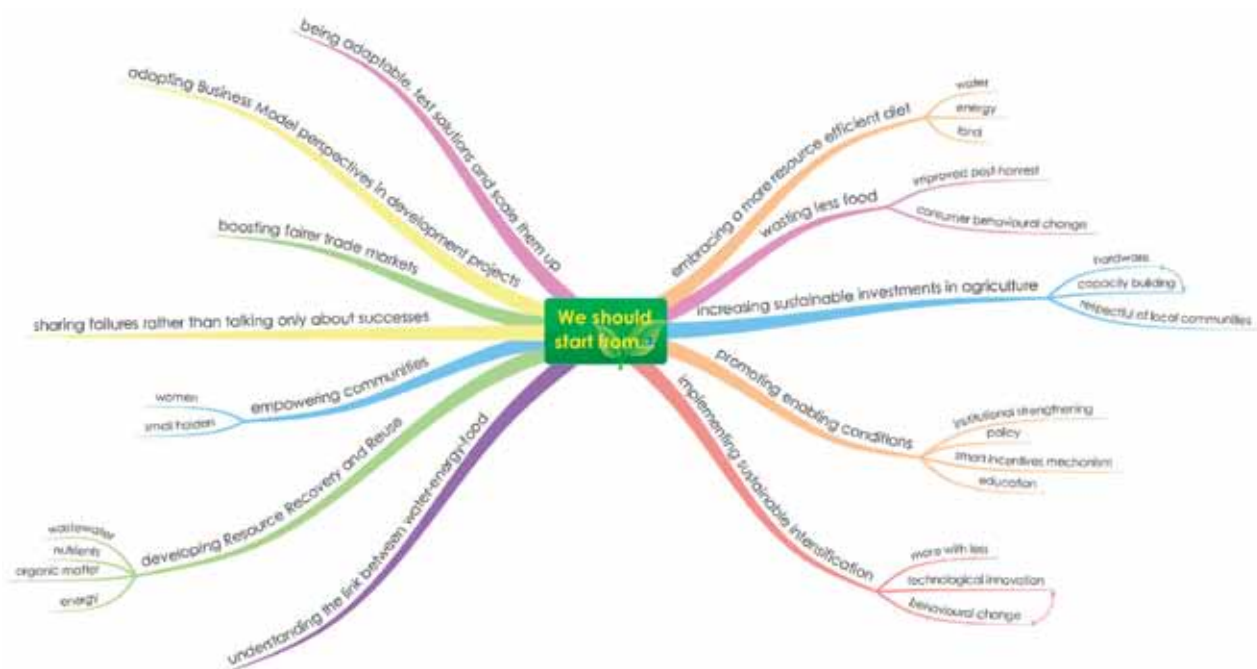 We should
start from...
embracing a more resource efficient diet
water
energy
land
wasting less food
improved post-harvest
consumer behavioural change
increasing sustainable investments in agriculture
hardware
capacity building
respectful of local communities
promoting enabling conditions
institutional strengthening
policy
smart incentives mechanism
education
implementing sustainable intensification
more with less
technological innovation
behavioural change
understanding the link between water-energy-food
developing Resource Recovery and Reuse
wastewater
nutrients
organic matter
energy
empowering communities
women
small holders
sharing failures rather than talking only about successes
boosting fairer trade markets
adopting Business Model perspectives in development projects
being adaptable, test solutions and scale them up